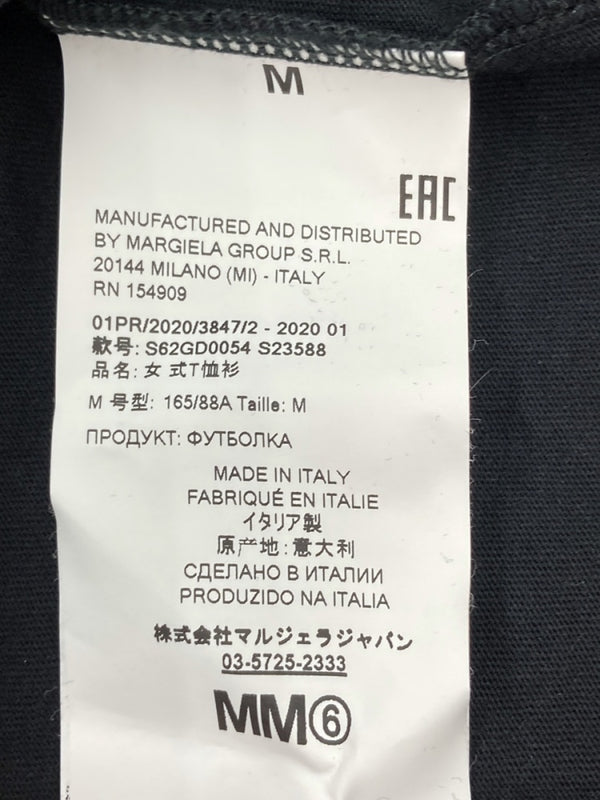 M
EAC
MANUFACTURED AND DISTRIBUTED
BY MARGIELA GROUP S.R.L.
20144 MILANO (MI) - ITALY
RN 154909
01PR/2020/3847/2 - 2020 01
款号: S62GD0054 S23588
品名: 女 式T恤衫
M 号型: 165/88A Taille: M
ПРОДУКТ: ФУТБОЛКА
MADE IN ITALY
FABRIQUÉ EN ITALIE
イタリア製
原产地: 意大利
СДЕЛАНО В ИТАЛИИ
PRODUZIDO NA ITALIA
株式会社マルジェラジャパン
03-5725-2333
MM⑥